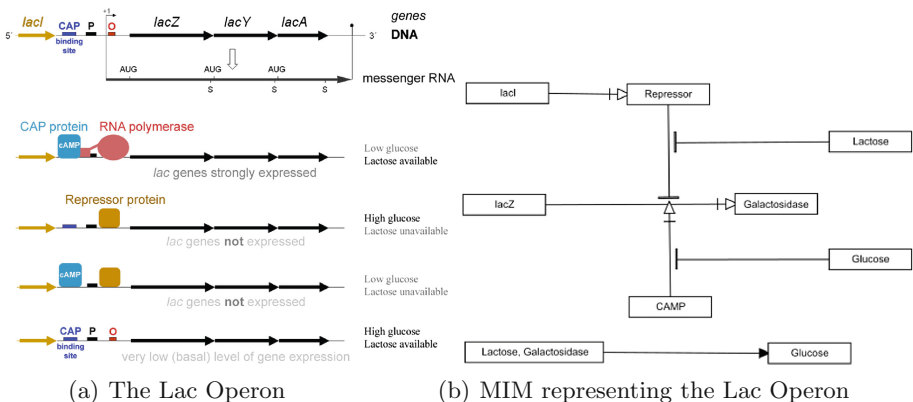 lacI
CAP
P
O
+1
lacZ
lacY
lacA
genes
5´
3´
DNA
binding
site
AUG
AUG
AUG
messenger RNA
S
S
S
CAP protein
RNA polymerase
cAMP
Low glucose
Lactose available
lac genes strongly expressed
Repressor protein
High glucose
Lactose unavailable
lac genes not expressed
cAMP
Low glucose
Lactose unavailable
lac genes not expressed
CAP
P
O
binding
site
High glucose
Lactose available
very low (basal) level of gene expression
(a) The Lac Operon
lacI
Repressor
Lactose
lacZ
Galactosidase
Glucose
CAMP
Lactose, Galactosidase
Glucose
(b) MIM representing the Lac Operon